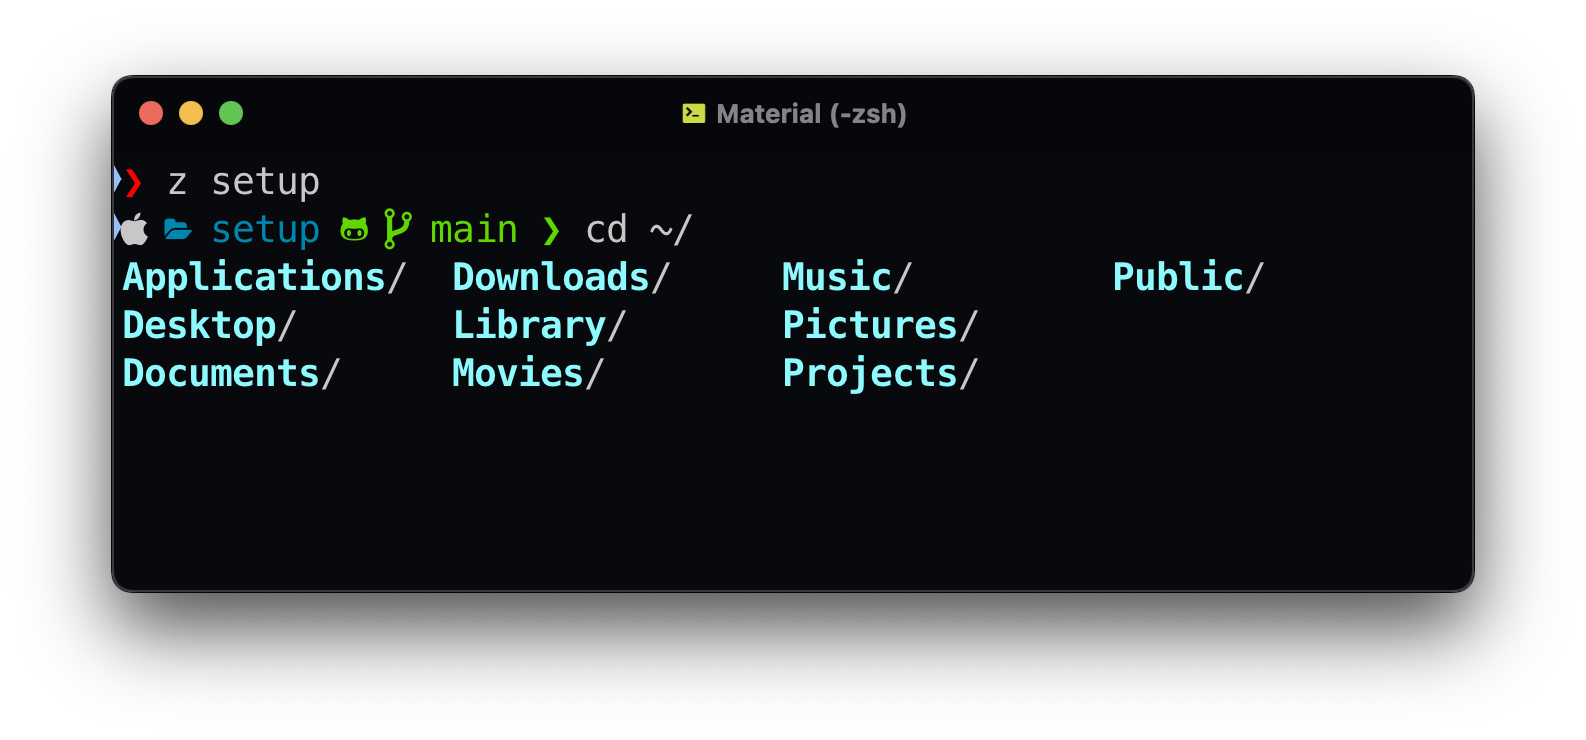 Material (-zsh)
❯ z setup
setup main ❯ cd ~/
Applications/ Downloads/ Music/ Public/
Desktop/ Library/ Pictures/
Documents/ Movies/ Projects/